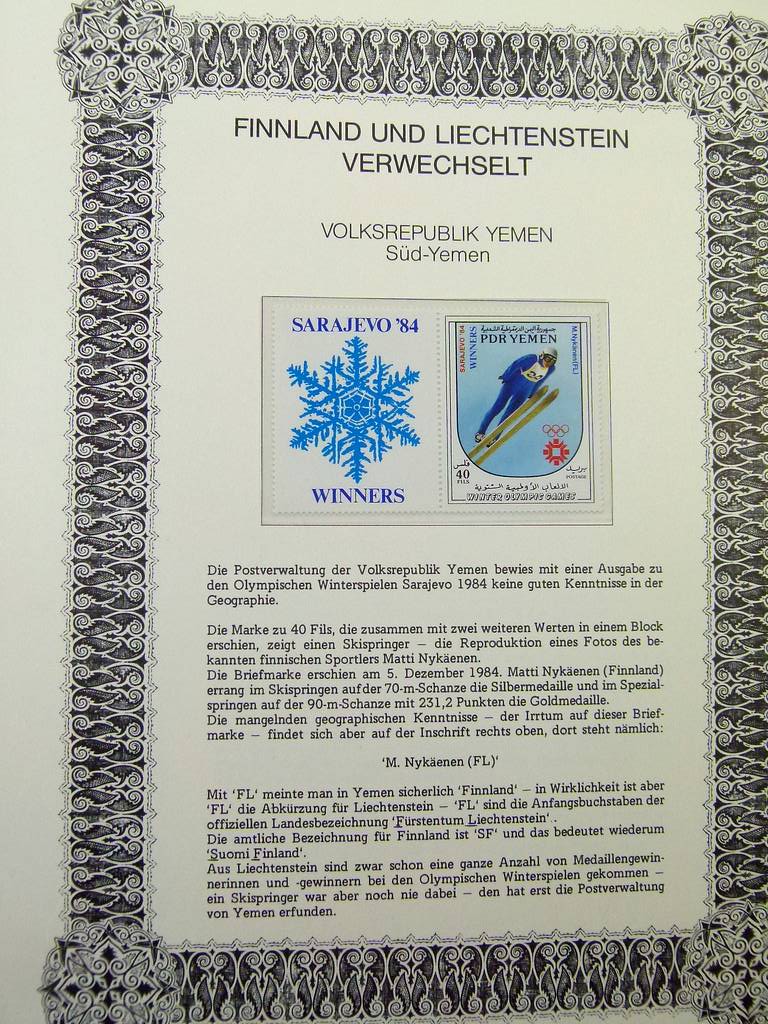 FINNLAND UND LIECHTENSTEIN
VERWECHSELT
VOLKSREPUBLIK YEMEN
Süd-Yemen
SARAJEVO '84
WINNERS
SARAJEVO '84
WINNERS
جمهورية اليمن الديمقراطية الشعبية
PDR YEMEN
M.Nykänen(FL)
فلس
40
FILS
بريد
POSTAGE
الالعاب الأولمبية الشتوية
WINTER OLYMPIC GAMES
Die Postverwaltung der Volksrepublik Yemen bewies mit einer Ausgabe zu
den Olympischen Winterspielen Sarajevo 1984 keine guten Kenntnisse in der
Geographie.
Die Marke zu 40 Fils, die zusammen mit zwei weiteren Werten in einem Block
erschien, zeigt einen Skispringer – die Reproduktion eines Fotos des be-
kannten finnischen Sportlers Matti Nykäenen.
Die Briefmarke erschien am 5. Dezember 1984. Matti Nykäenen (Finnland)
errang im Skispringen auf der 70-m-Schanze die Silbermedaille und im Spezial-
springen auf der 90-m-Schanze mit 231,2 Punkten die Goldmedaille.
Die mangelnden geographischen Kenntnisse – der Irrtum auf dieser Brief-
marke – findet sich aber auf der Inschrift rechts oben, dort steht nämlich:
'M. Nykäenen (FL)'
Mit 'FL' meinte man in Yemen sicherlich 'Finnland' – in Wirklichkeit ist aber
'FL' die Abkürzung für Liechtenstein – 'FL' sind die Anfangsbuchstaben der
offiziellen Landesbezeichnung 'Fürstentum Liechtenstein'.
Die amtliche Bezeichnung für Finnland ist 'SF' und das bedeutet wiederum
'Suomi Finland'.
Aus Liechtenstein sind zwar schon eine ganze Anzahl von Medaillengewin-
nerinnen und -gewinnern bei den Olympischen Winterspielen gekommen –
ein Skispringer war aber noch nie dabei – den hat erst die Postverwaltung
von Yemen erfunden.